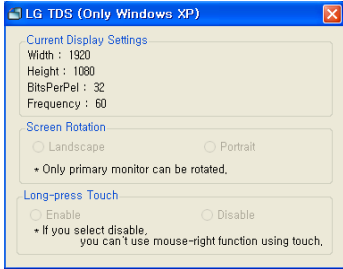 LG TDS (Only Windows XP)
Current Display Settings
Width : 1920
Height : 1080
BitsPerPel : 32
Frequency : 60
Screen Rotation
Landscape Portrait
* Only primary monitor can be rotated,
Long-press Touch
Enable Disable
* If you select disable,
you can't use mouse-right function using touch,